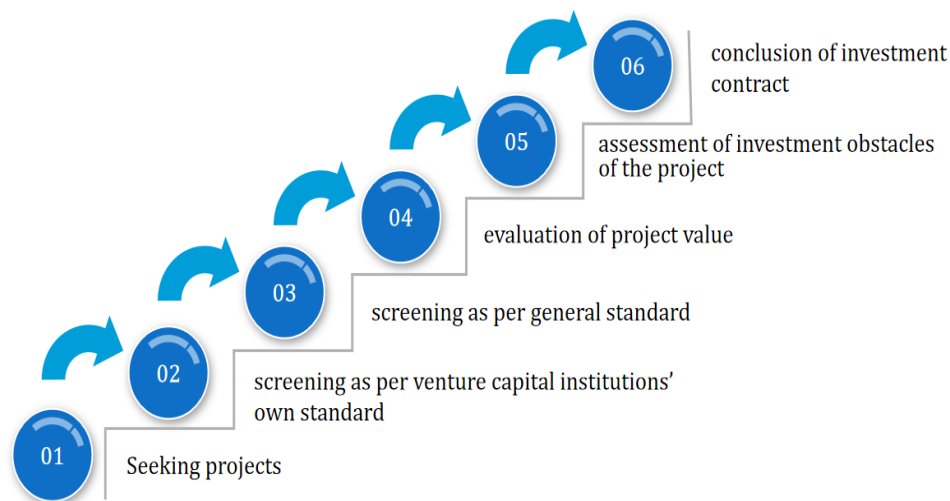 06
conclusion of investment
contract
05
assessment of investment obstacles
of the project
04
evaluation of project value
03
screening as per general standard
02
screening as per venture capital institutions’
own standard
01
Seeking projects